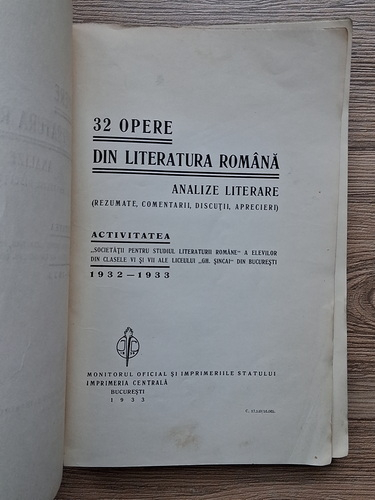 32 OPERE
DIN LITERATURA ROMÂNĂ
ANALIZE LITERARE
(REZUMATE, COMENTARII, DISCUȚII, APRECIERI)
ACTIVITATEA
„SOCIETĂȚII PENTRU STUDIUL LITERATURII ROMÂNE” A ELEVILOR
DIN CLASELE VI ȘI VII ALE LICEULUI „GH. ȘINCAI” DIN BUCUREȘTI
1932—1933
MONITORUL OFICIAL ȘI IMPRIMERIILE STATULUI
IMPRIMERIA CENTRALĂ
BUCUREȘTI
1933